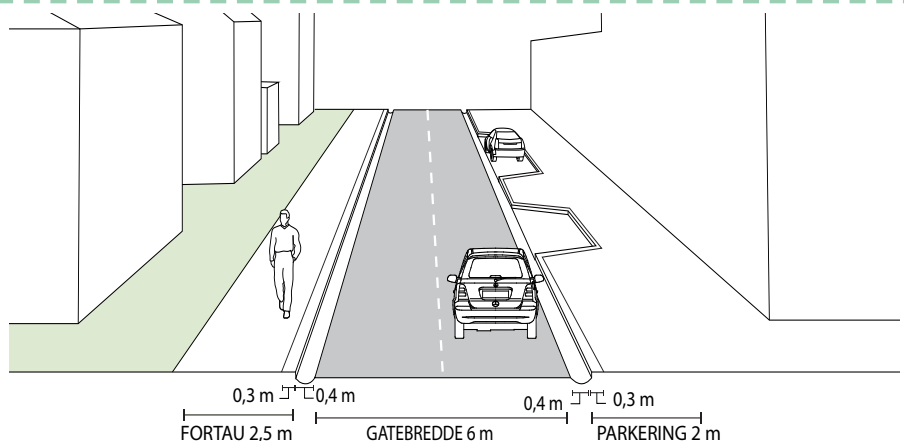 0,3 m 0,4 m 0,4 m 0,3 m
FORTAU 2,5 m GATEBREDDE 6 m PARKERING 2 m